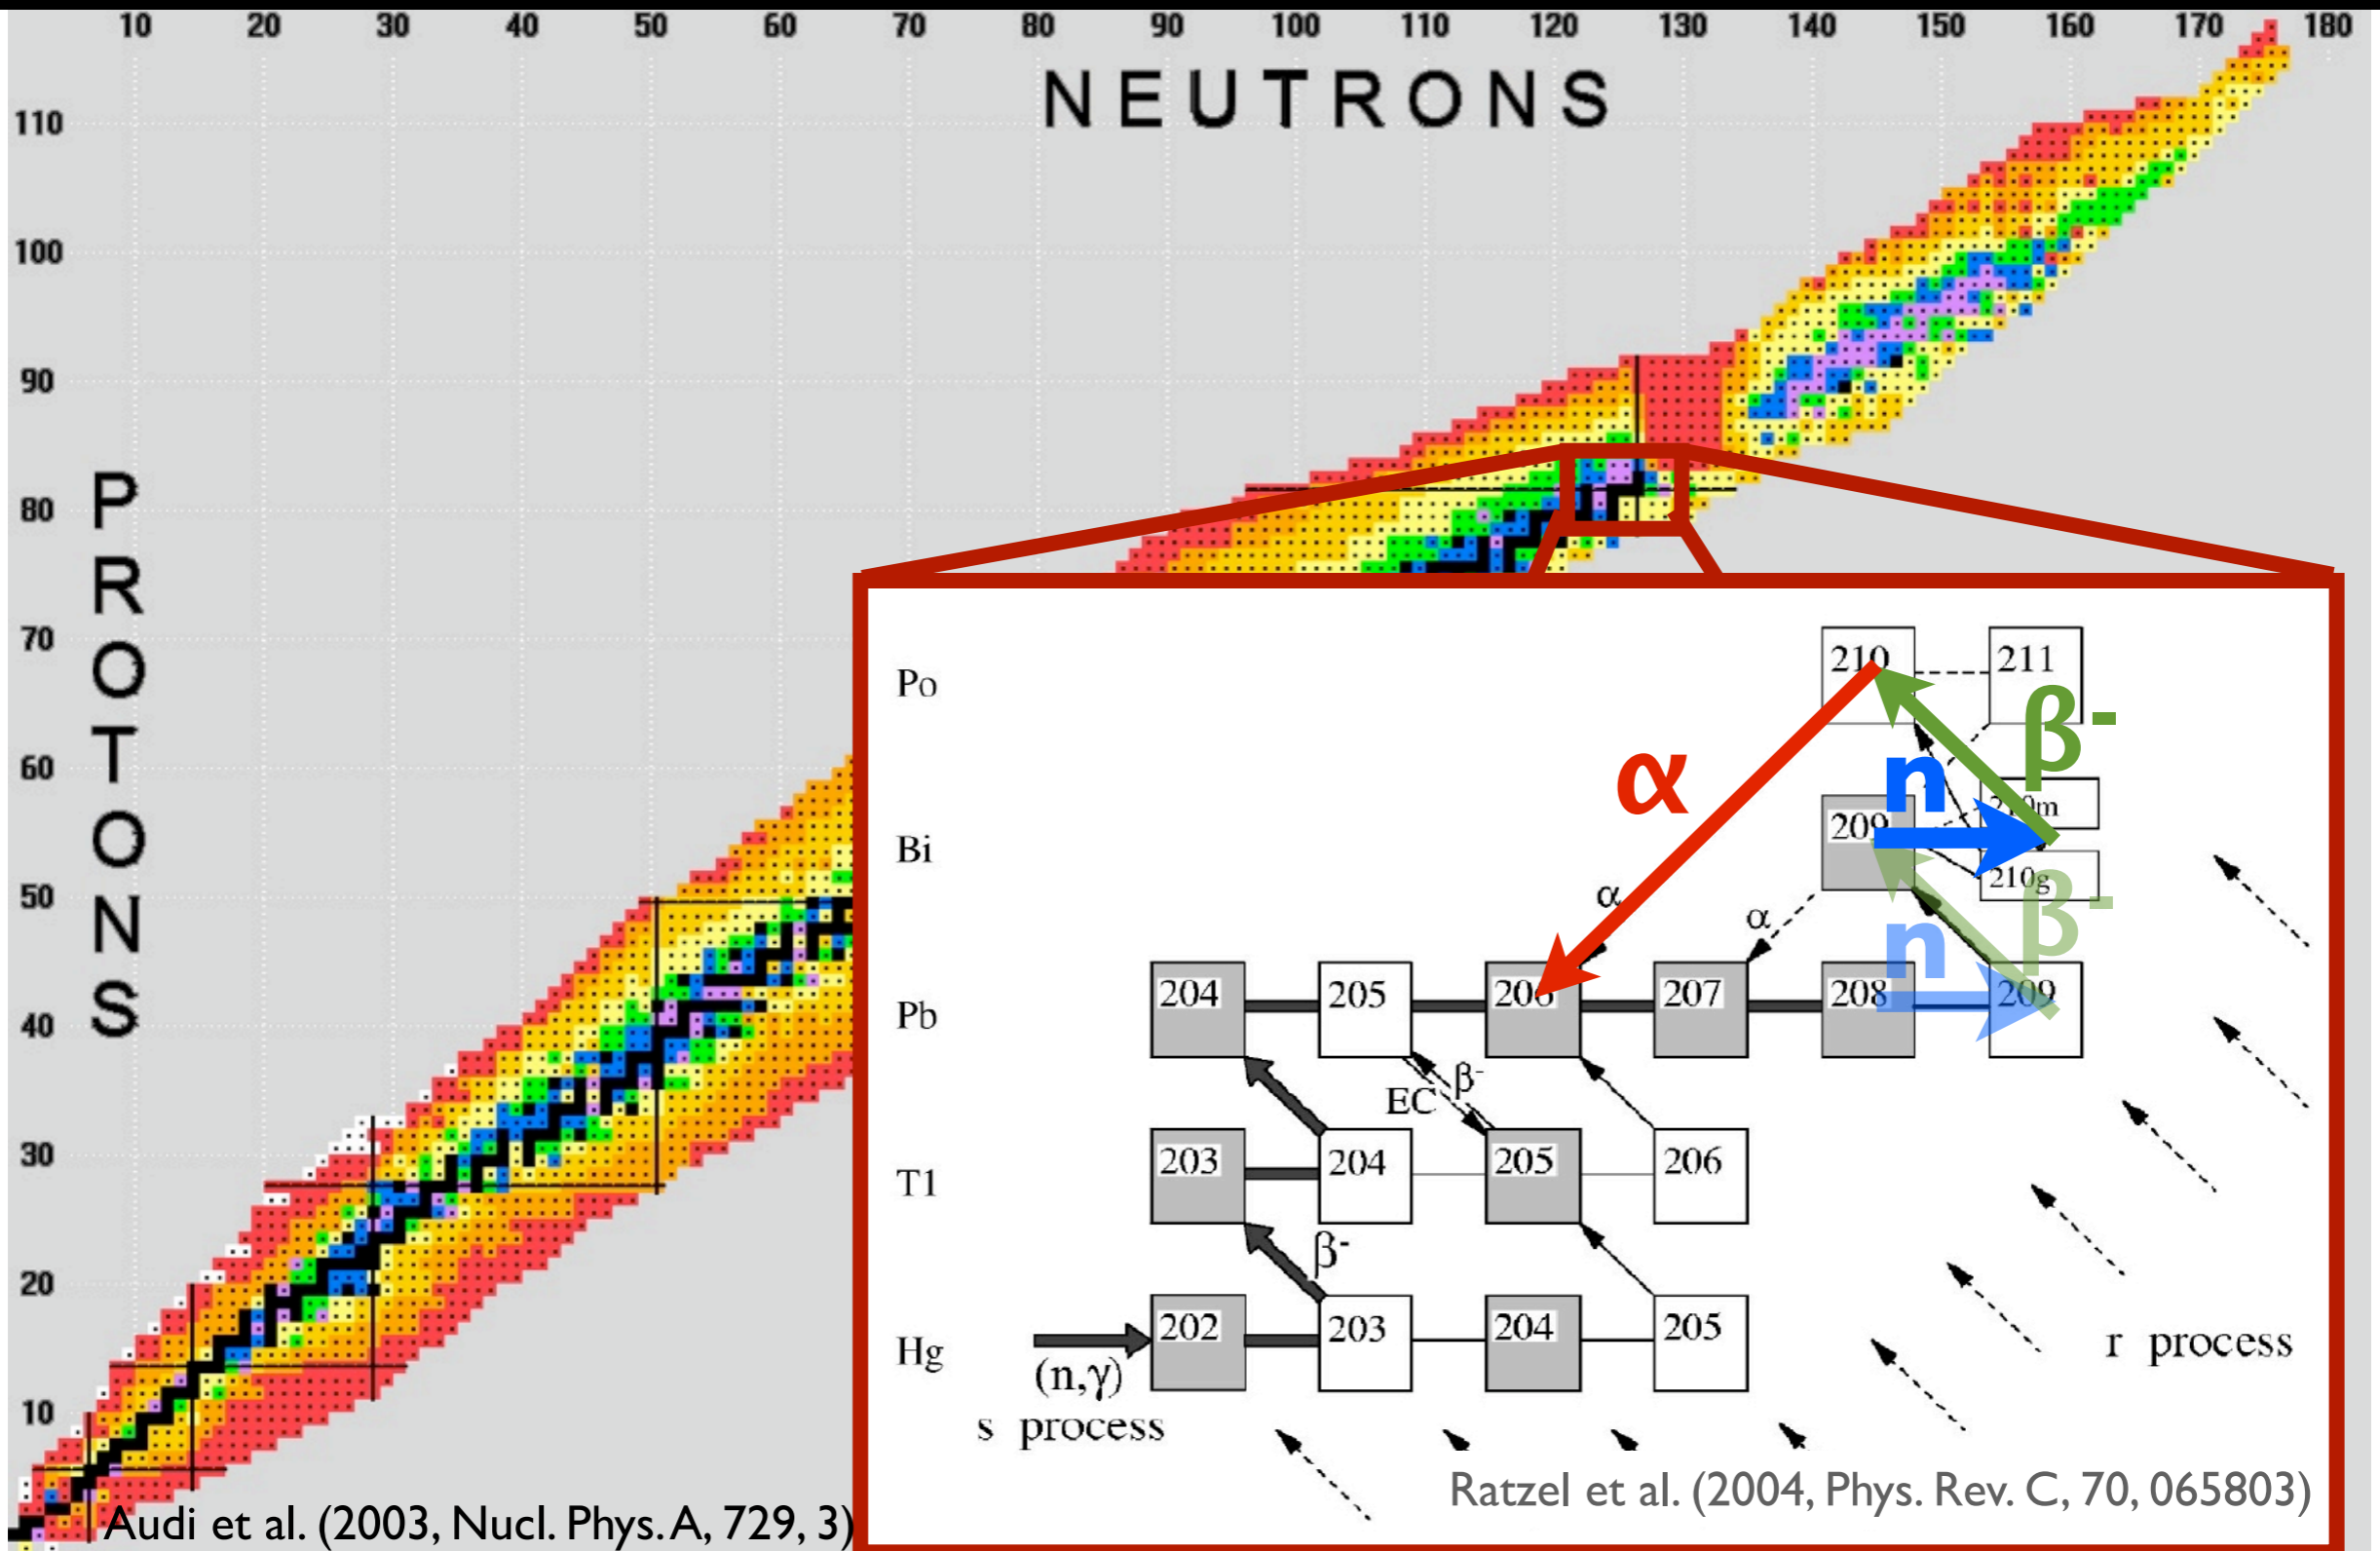 10 20 30 40 50 60 70 80 90 100 110 120 130 140 150 160 170 180
NEUTRONS
110
100
90
80
70
60
50
40
30
20
10
PROTONS
Po
210
211
β-
α
n
Bi
209
210m
210g
α
α
β-
n
Pb
204
205
206
207
208
209
EC
β-
Tl
203
204
205
206
β-
Hg
202
203
204
205
(n,γ)
s process
r process
Ratzel et al. (2004, Phys. Rev. C, 70, 065803)
Audi et al. (2003, Nucl. Phys. A, 729, 3)